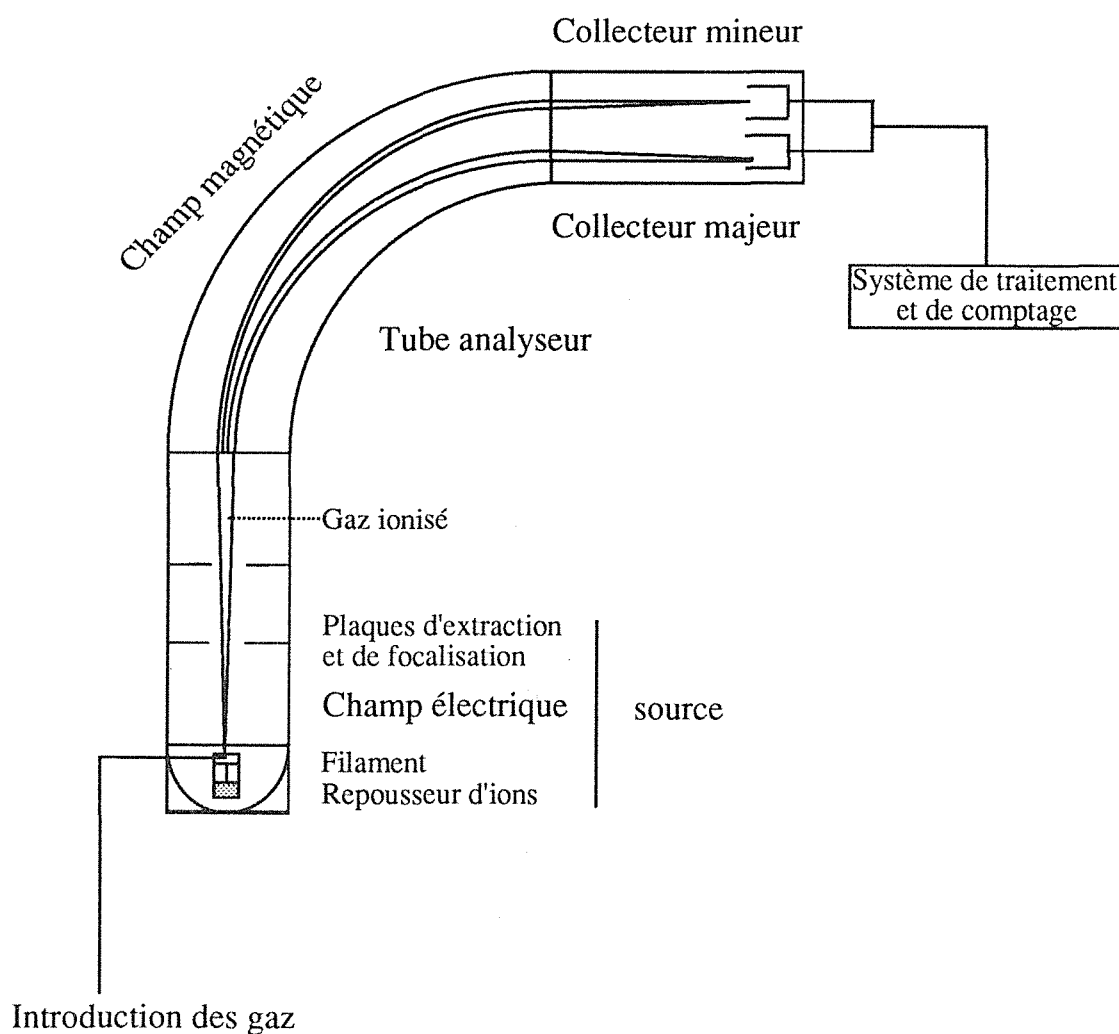 Collecteur mineur
Champ magnétique
Collecteur majeur
Système de traitement
et de comptage
Tube analyseur
Gaz ionisé
Plaques d'extraction
et de focalisation
Champ électrique
source
Filament
Repousseur d'ions
Introduction des gaz